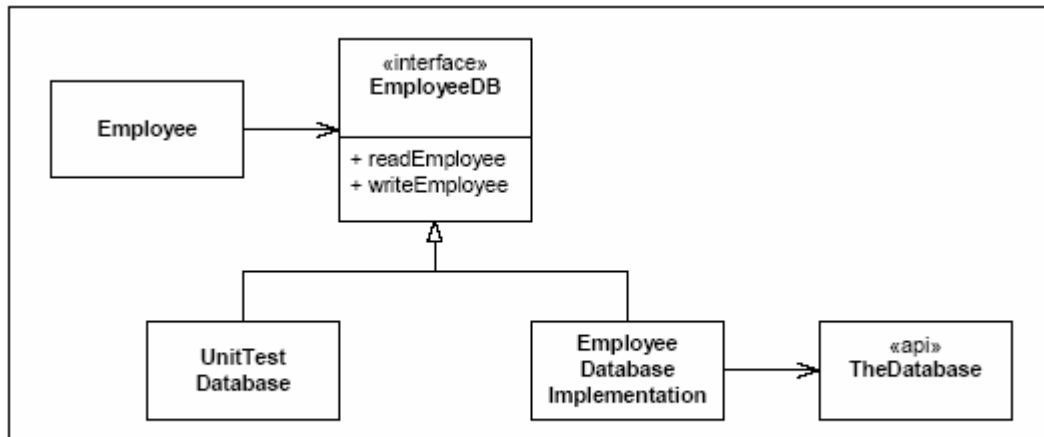 «interface»
EmployeeDB
Employee
+ readEmployee
+ writeEmployee
UnitTest
Database
Employee
Database
Implementation
«api»
TheDatabase